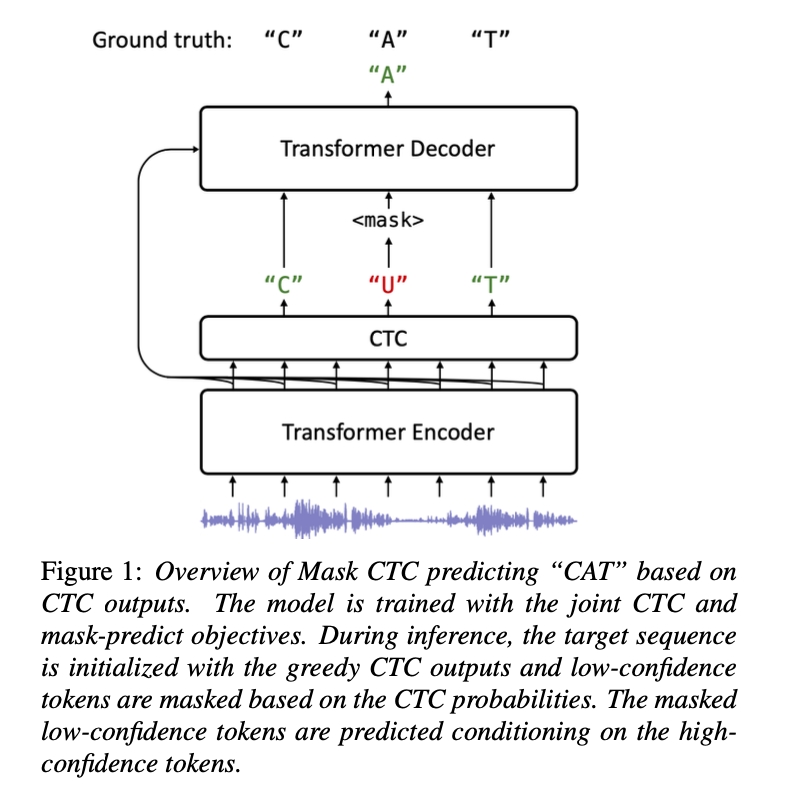 Ground truth: “C” “A” “T”
“A”
Transformer Decoder
<mask>
“C” “U” “T”
CTC
Transformer Encoder
Figure 1: Overview of Mask CTC predicting “CAT” based on
CTC outputs. The model is trained with the joint CTC and
mask-predict objectives. During inference, the target sequence
is initialized with the greedy CTC outputs and low-confidence
tokens are masked based on the CTC probabilities. The masked
low-confidence tokens are predicted conditioning on the high-
confidence tokens.